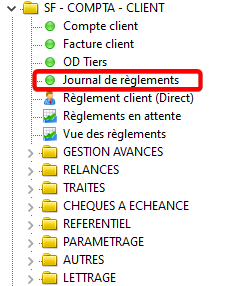 SF - COMPTA - CLIENT
Compte client
Facture client
OD Tiers
Journal de règlements
Règlement client (Direct)
Règlements en attente
Vue des règlements
GESTION AVANCES
RELANCES
TRAITES
CHEQUES A ECHEANCE
REFERENTIEL
PARAMETRAGE
AUTRES
LETTRAGE